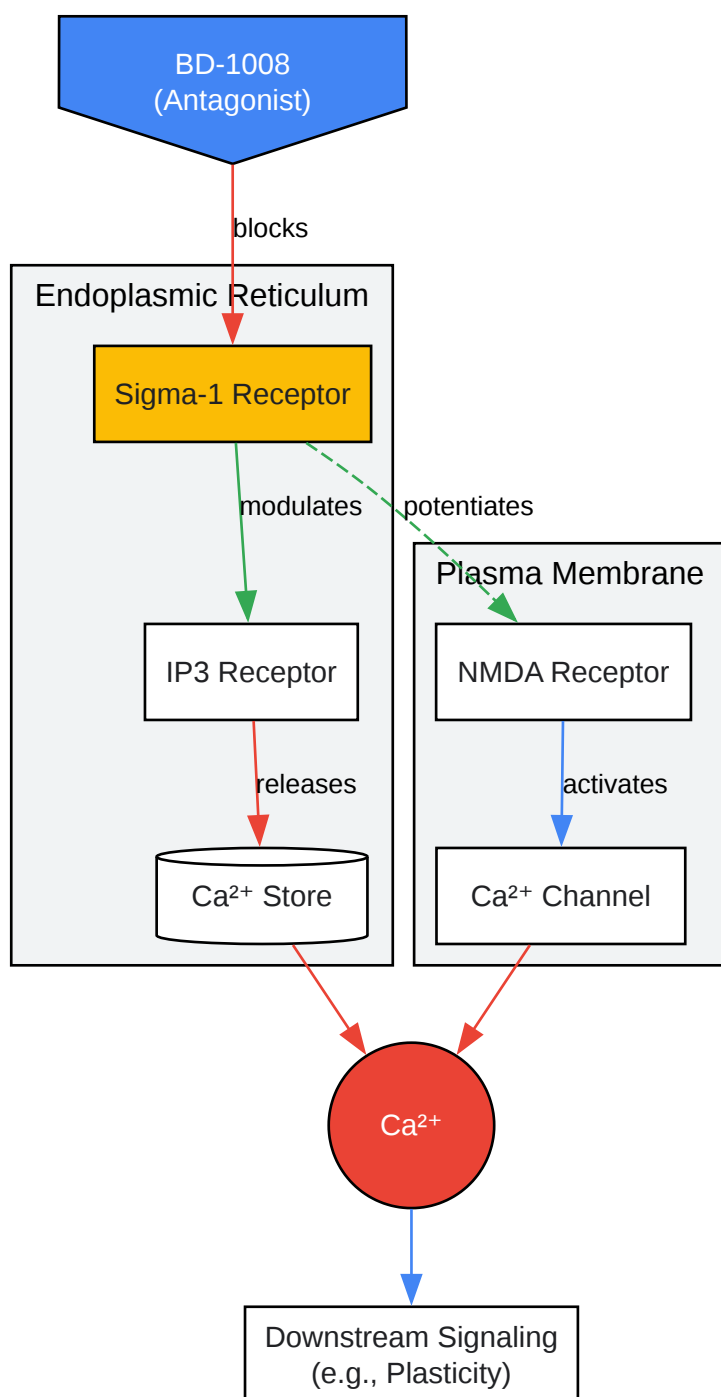 BD-1008
(Antagonist)
blocks
Endoplasmic Reticulum
Sigma-1 Receptor
modulates
potentiates
Plasma Membrane
IP3 Receptor
NMDA Receptor
releases
activates
Ca²⁺ Store
Ca²⁺ Channel
Ca²⁺
Downstream Signaling
(e.g., Plasticity)